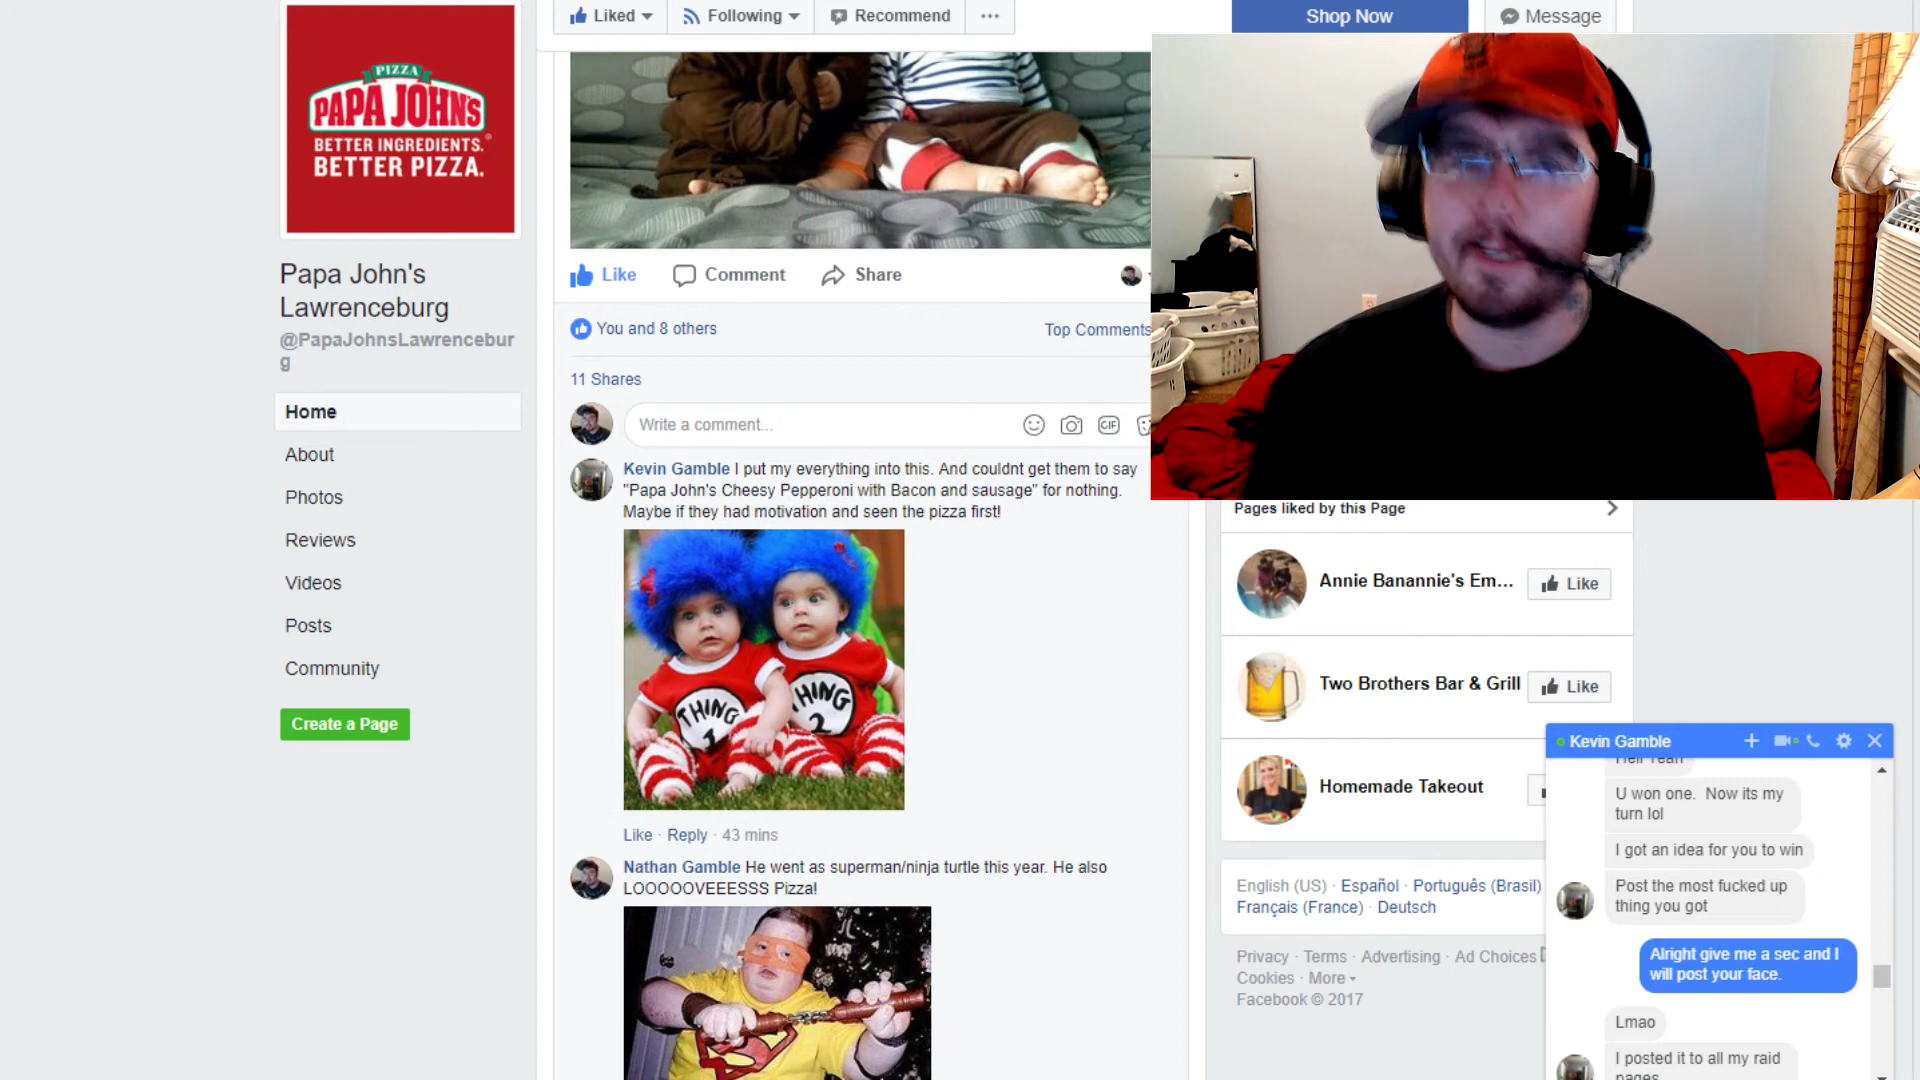 Liked
Following
Recommend
Shop Now
Message
PIZZA
PAPA JOHN'S
BETTER INGREDIENTS.
BETTER PIZZA.
Papa John's
Lawrenceburg
@PapaJohnsLawrencebur
g
Home
About
Photos
Reviews
Videos
Posts
Community
Create a Page
Like
Comment
Share
You and 8 others
Top Comments
11 Shares
Write a comment...
GIF
Kevin Gamble I put my everything into this. And couldnt get them to say
"Papa John's Cheesy Pepperoni with Bacon and sausage" for nothing.
Maybe if they had motivation and seen the pizza first!
THING
1
THING
2
Like · Reply · 43 mins
Nathan Gamble He went as superman/ninja turtle this year. He also
LOOOOOVEEEESSS Pizza!
Pages liked by this Page
Annie Banannie's Em...
Like
Two Brothers Bar & Grill
Like
Homemade Takeout
English (US) · Español · Português (Brasil)
Français (France) · Deutsch
Privacy · Terms · Advertising · Ad Choices
Cookies · More
Facebook © 2017
Kevin Gamble
Hell Yeah
U won one. Now its my
turn lol
I got an idea for you to win
Post the most fucked up
thing you got
Alright give me a sec and I
will post your face.
Lmao
I posted it to all my raid
pages